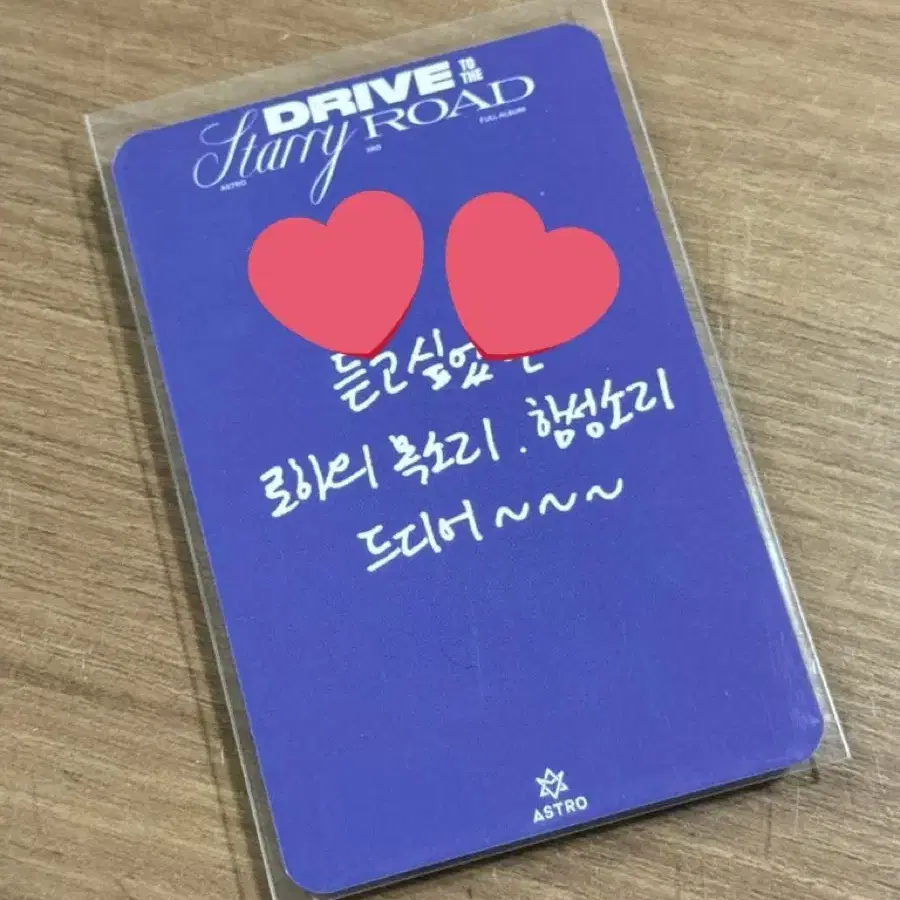 DRIVE TO THE
Starry ROAD
ASTRO 3RD FULL ALBUM
듣고싶었
로하의 목소리 . 함성소리
드디어~~~
ASTRO